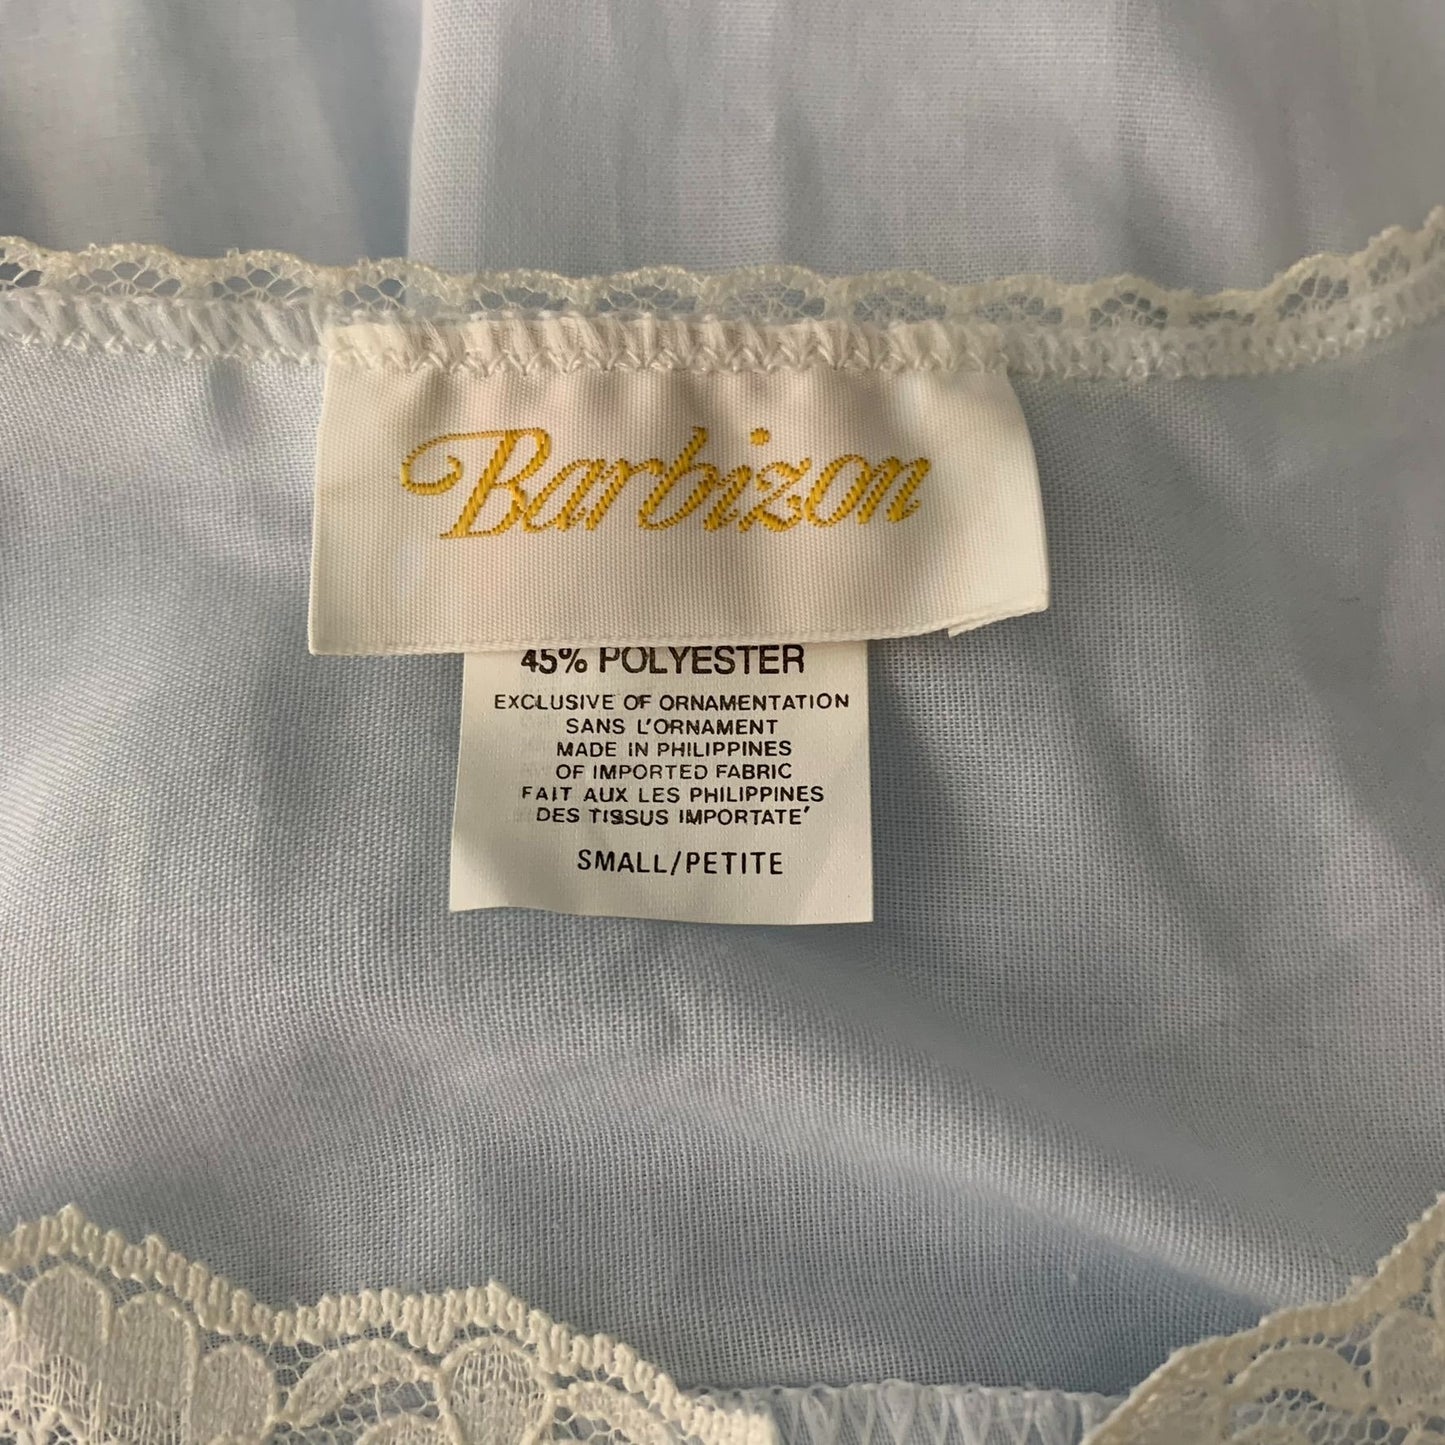 Barbizon
45% POLYESTER
EXCLUSIVE OF ORNAMENTATION
SANS L'ORNAMENT
MADE IN PHILIPPINES
OF IMPORTED FABRIC
FAIT AUX LES PHILIPPINES
DES TISSUS IMPORTATE'
SMALL/PETITE